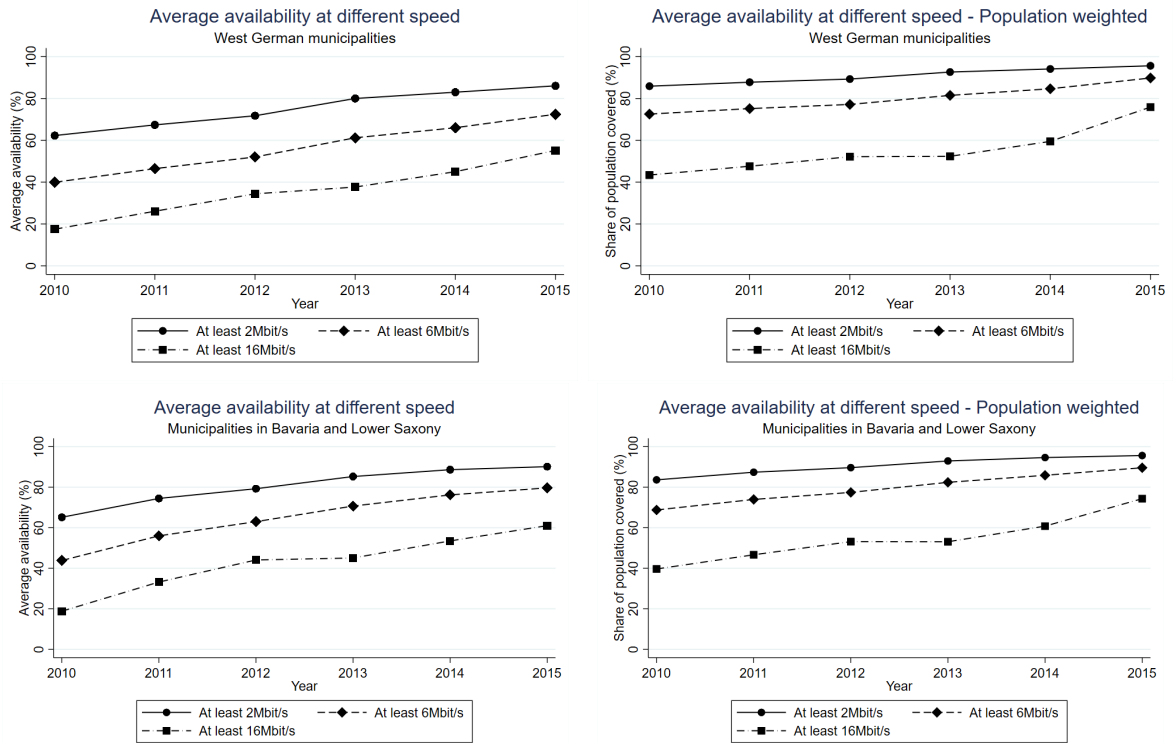 Average availability at different speed
West German municipalities
Average availability (%)
100
80
60
40
20
0
2010 2011 2012 2013 2014 2015
Year
At least 2Mbit/s At least 6Mbit/s
At least 16Mbit/s
Average availability at different speed - Population weighted
West German municipalities
Share of population covered (%)
100
80
60
40
20
0
2010 2011 2012 2013 2014 2015
Year
At least 2Mbit/s At least 6Mbit/s
At least 16Mbit/s
Average availability at different speed
Municipalities in Bavaria and Lower Saxony
Average availability (%)
100
80
60
40
20
0
2010 2011 2012 2013 2014 2015
Year
At least 2Mbit/s At least 6Mbit/s
At least 16Mbit/s
Average availability at different speed - Population weighted
Municipalities in Bavaria and Lower Saxony
Share of population covered (%)
100
80
60
40
20
0
2010 2011 2012 2013 2014 2015
Year
At least 2Mbit/s At least 6Mbit/s
At least 16Mbit/s